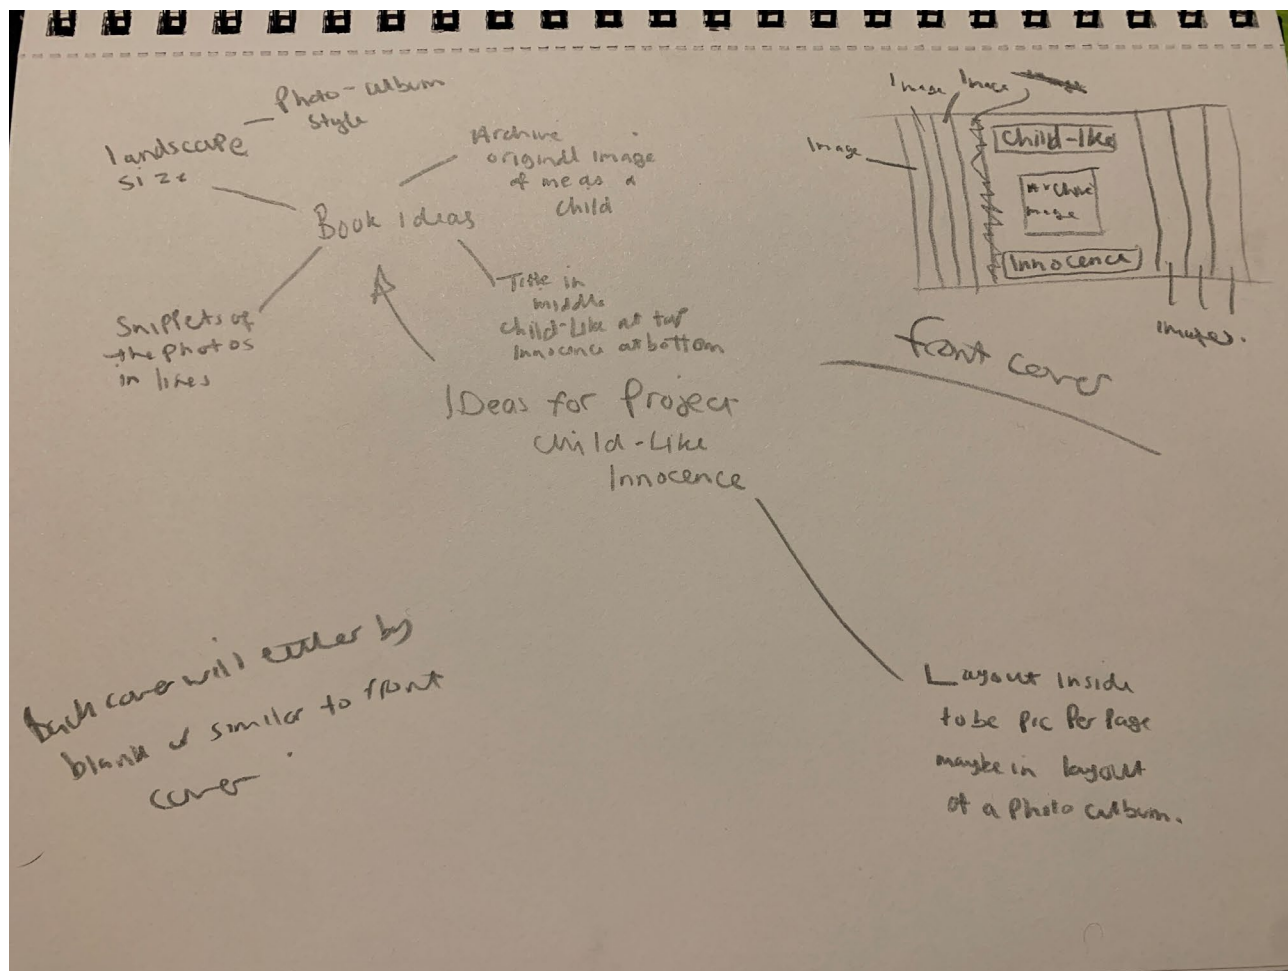 Photo-album
style
landscape
size
Archive
original image
of me as a
child
Book Ideas
Snippets of
the photos
in lines
Title in
middle
child-like at top
Innocence at bottom
IDeas for Project
Child-Like
Innocence
Image Image
Image
Child-like
Archive
image
Innocence
images.
front cover
Back cover will either by
blank or similar to front
cover.
Layout inside
to be pic Per Page
maybe in layout
of a Photo album.